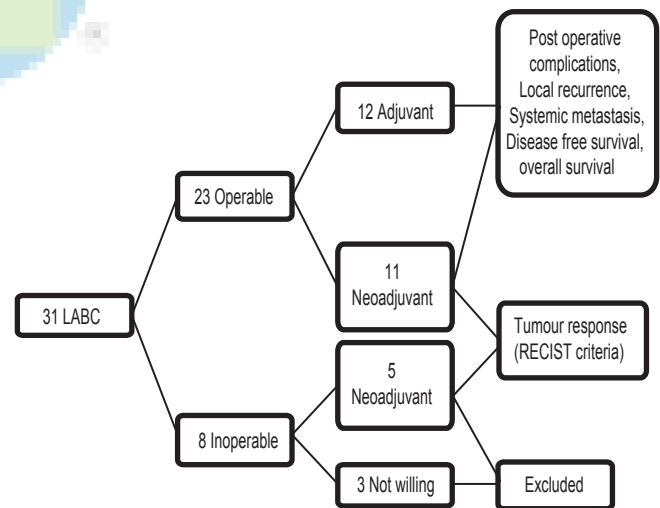 Post operative
complications,
Local recurrence,
Systemic metastasis,
Disease free survival,
overall survival
12 Adjuvant
23 Operable
11
Neoadjuvant
31 LABC
Tumour response
(RECIST criteria)
5
Neoadjuvant
8 Inoperable
3 Not willing
Excluded